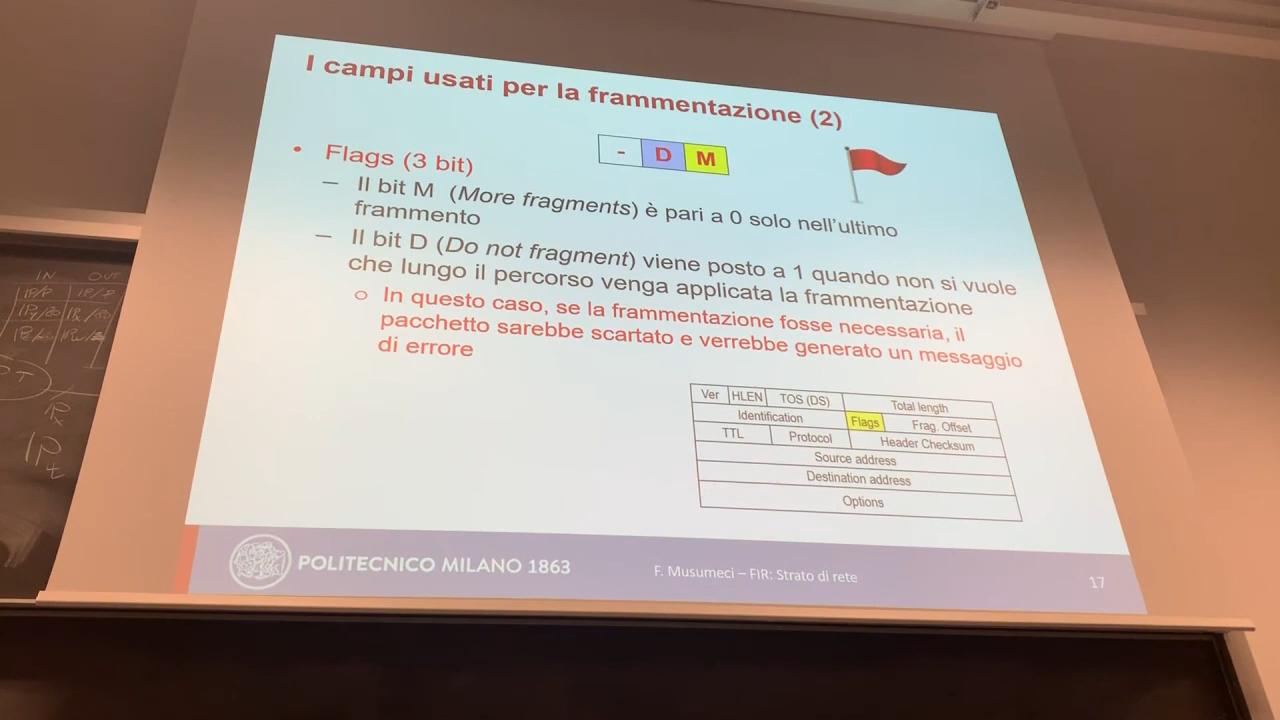 I campi usati per la frammentazione (2)
- D M
• Flags (3 bit)
– Il bit M (More fragments) è pari a 0 solo nell'ultimo
frammento
– Il bit D (Do not fragment) viene posto a 1 quando non si vuole
che lungo il percorso venga applicata la frammentazione
o In questo caso, se la frammentazione fosse necessaria, il
pacchetto sarebbe scartato e verrebbe generato un messaggio
di errore
Ver HLEN TOS (DS) Total length
Identification Flags Frag. Offset
TTL Protocol Header Checksum
Source address
Destination address
Options
POLITECNICO MILANO 1863
F. Musumeci – FIR: Strato di rete
17
IN OUT